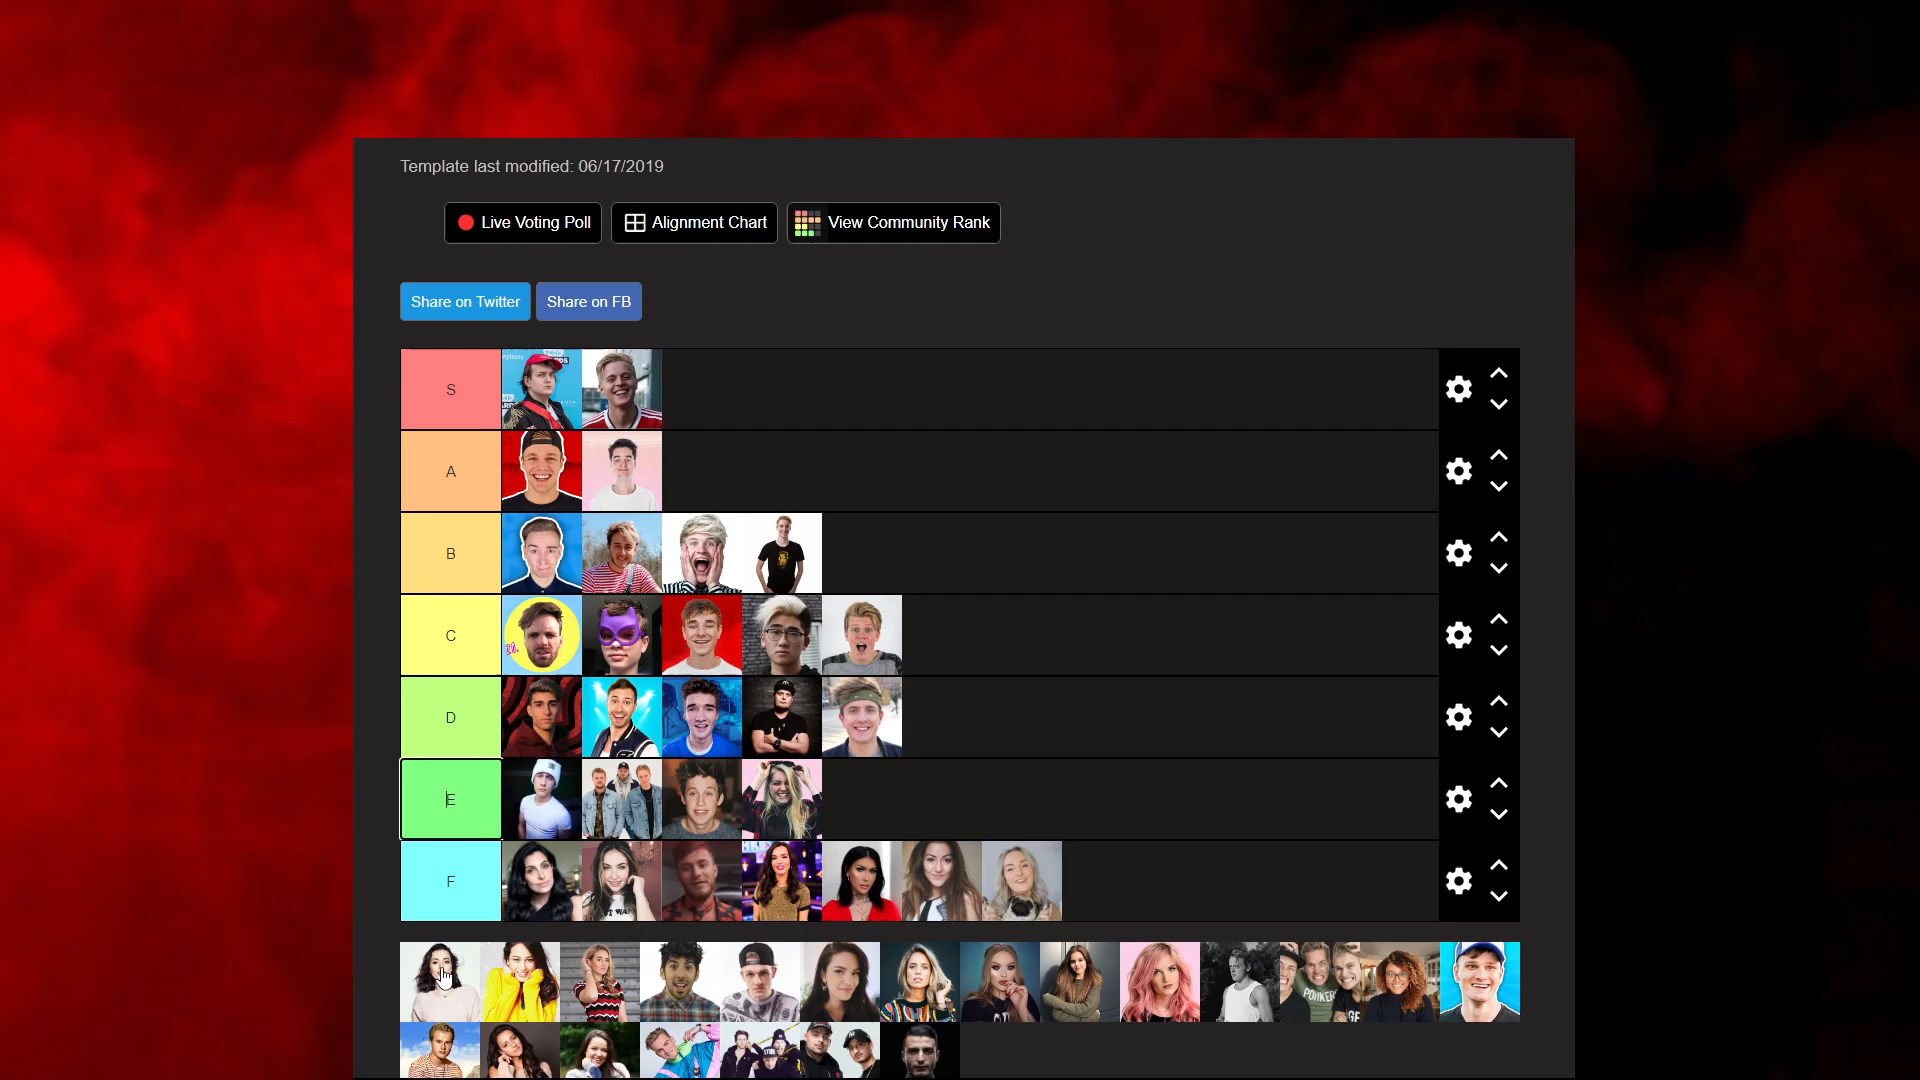 Template last modified: 06/17/2019
Live Voting Poll
Alignment Chart
View Community Rank
Share on Twitter
Share on FB
S
A
B
C
D
E
F